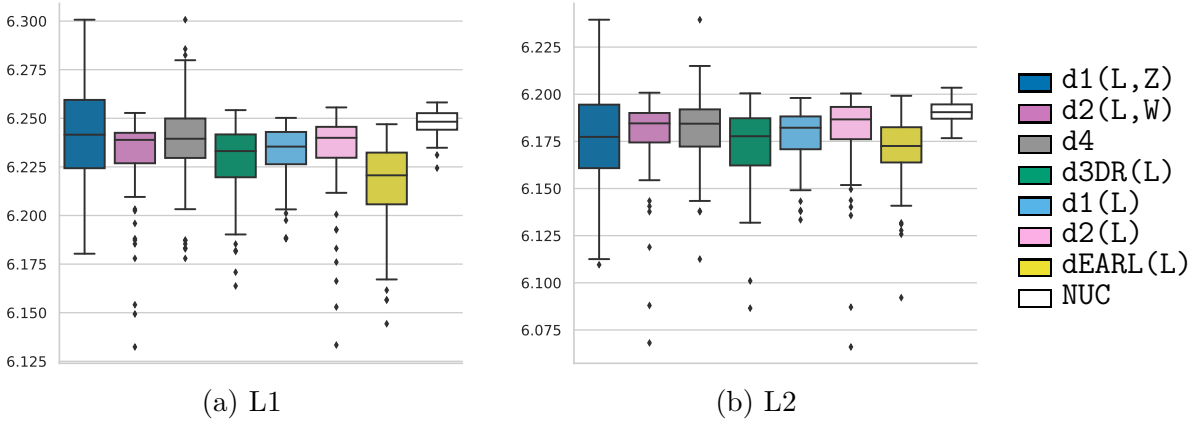 6.300
6.275
6.250
6.225
6.200
6.175
6.150
6.125
(a) L1
6.225
6.200
6.175
6.150
6.125
6.100
6.075
(b) L2
d1(L,Z)
d2(L,W)
d4
d3DR(L)
d1(L)
d2(L)
dEARL(L)
NUC